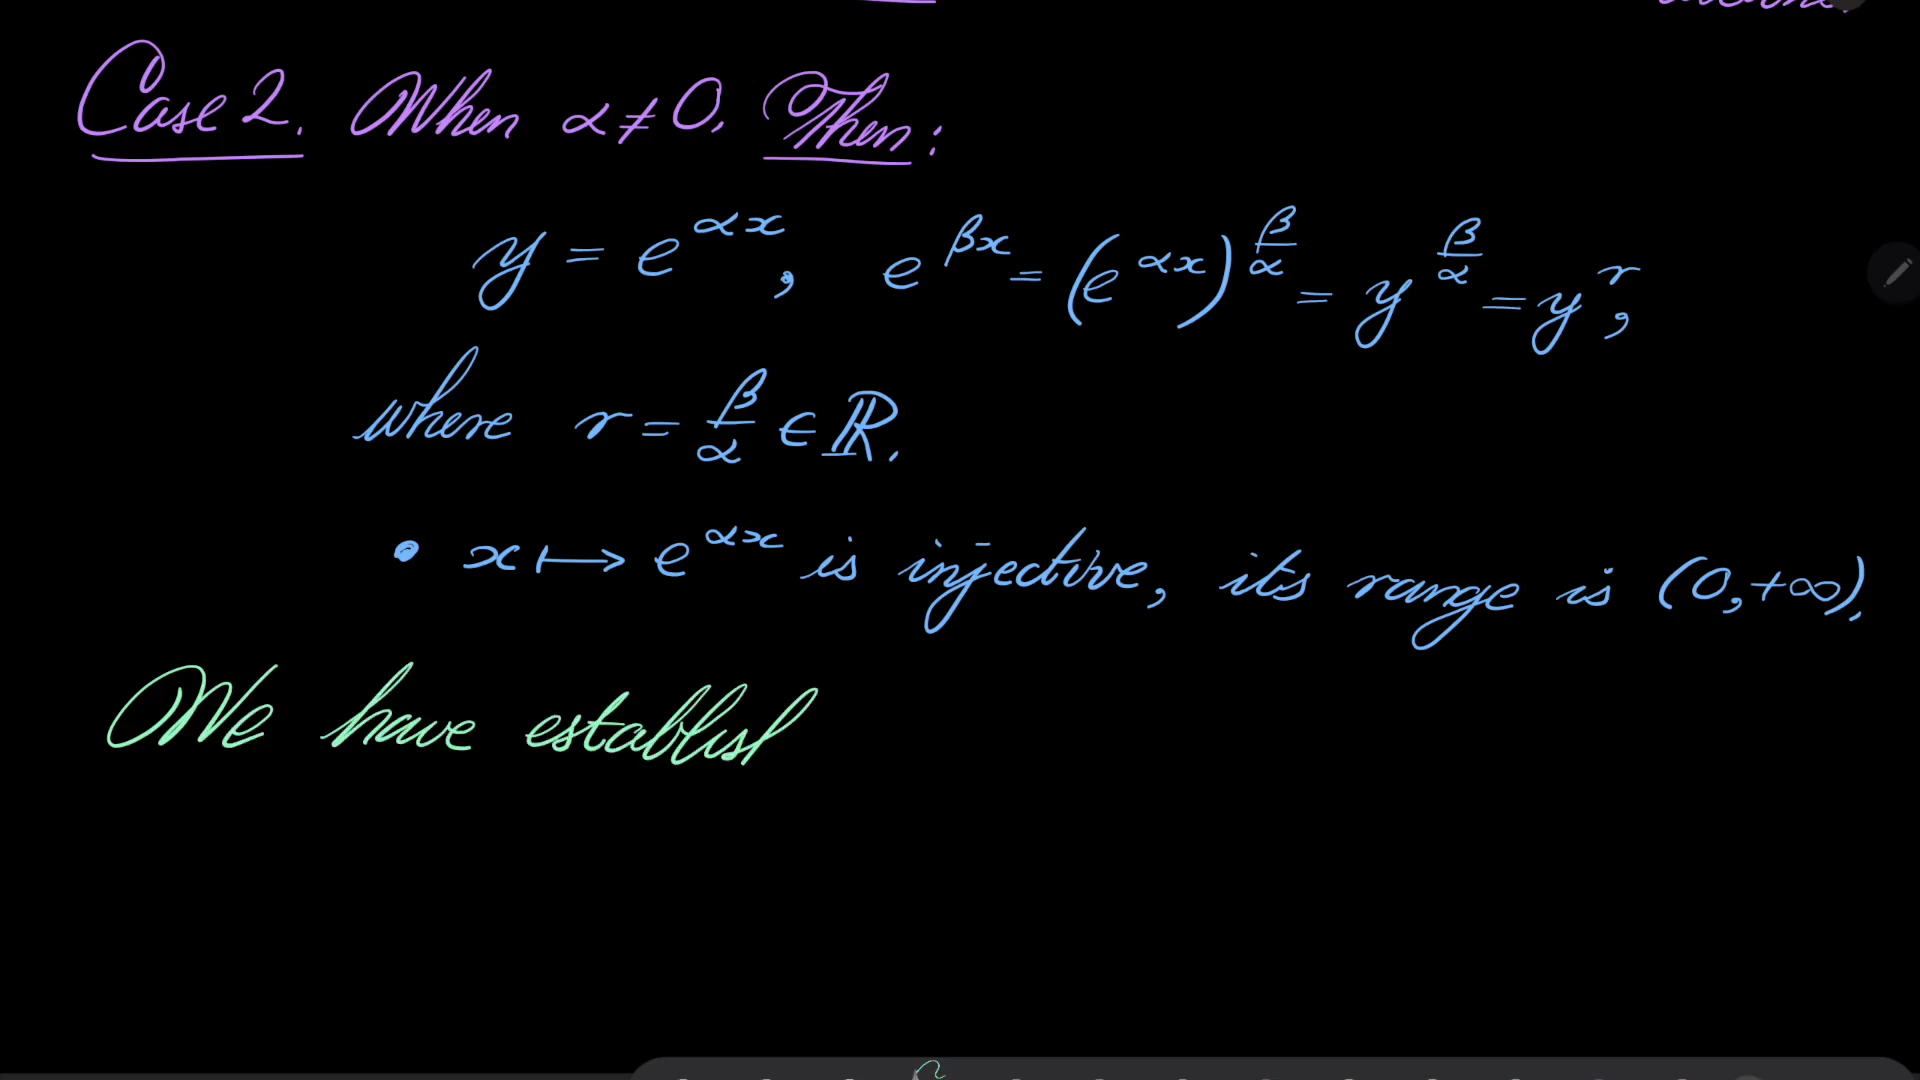 Case 2. When α ≠ 0. Then:
y = e^{αx}, e^{βx} = (e^{αx})^{β/α} = y^{β/α} = y^r,
where r = β/α ∈ ℝ.
• x ⟼ e^{αx} is injective, its range is (0,+∞).
We have establish